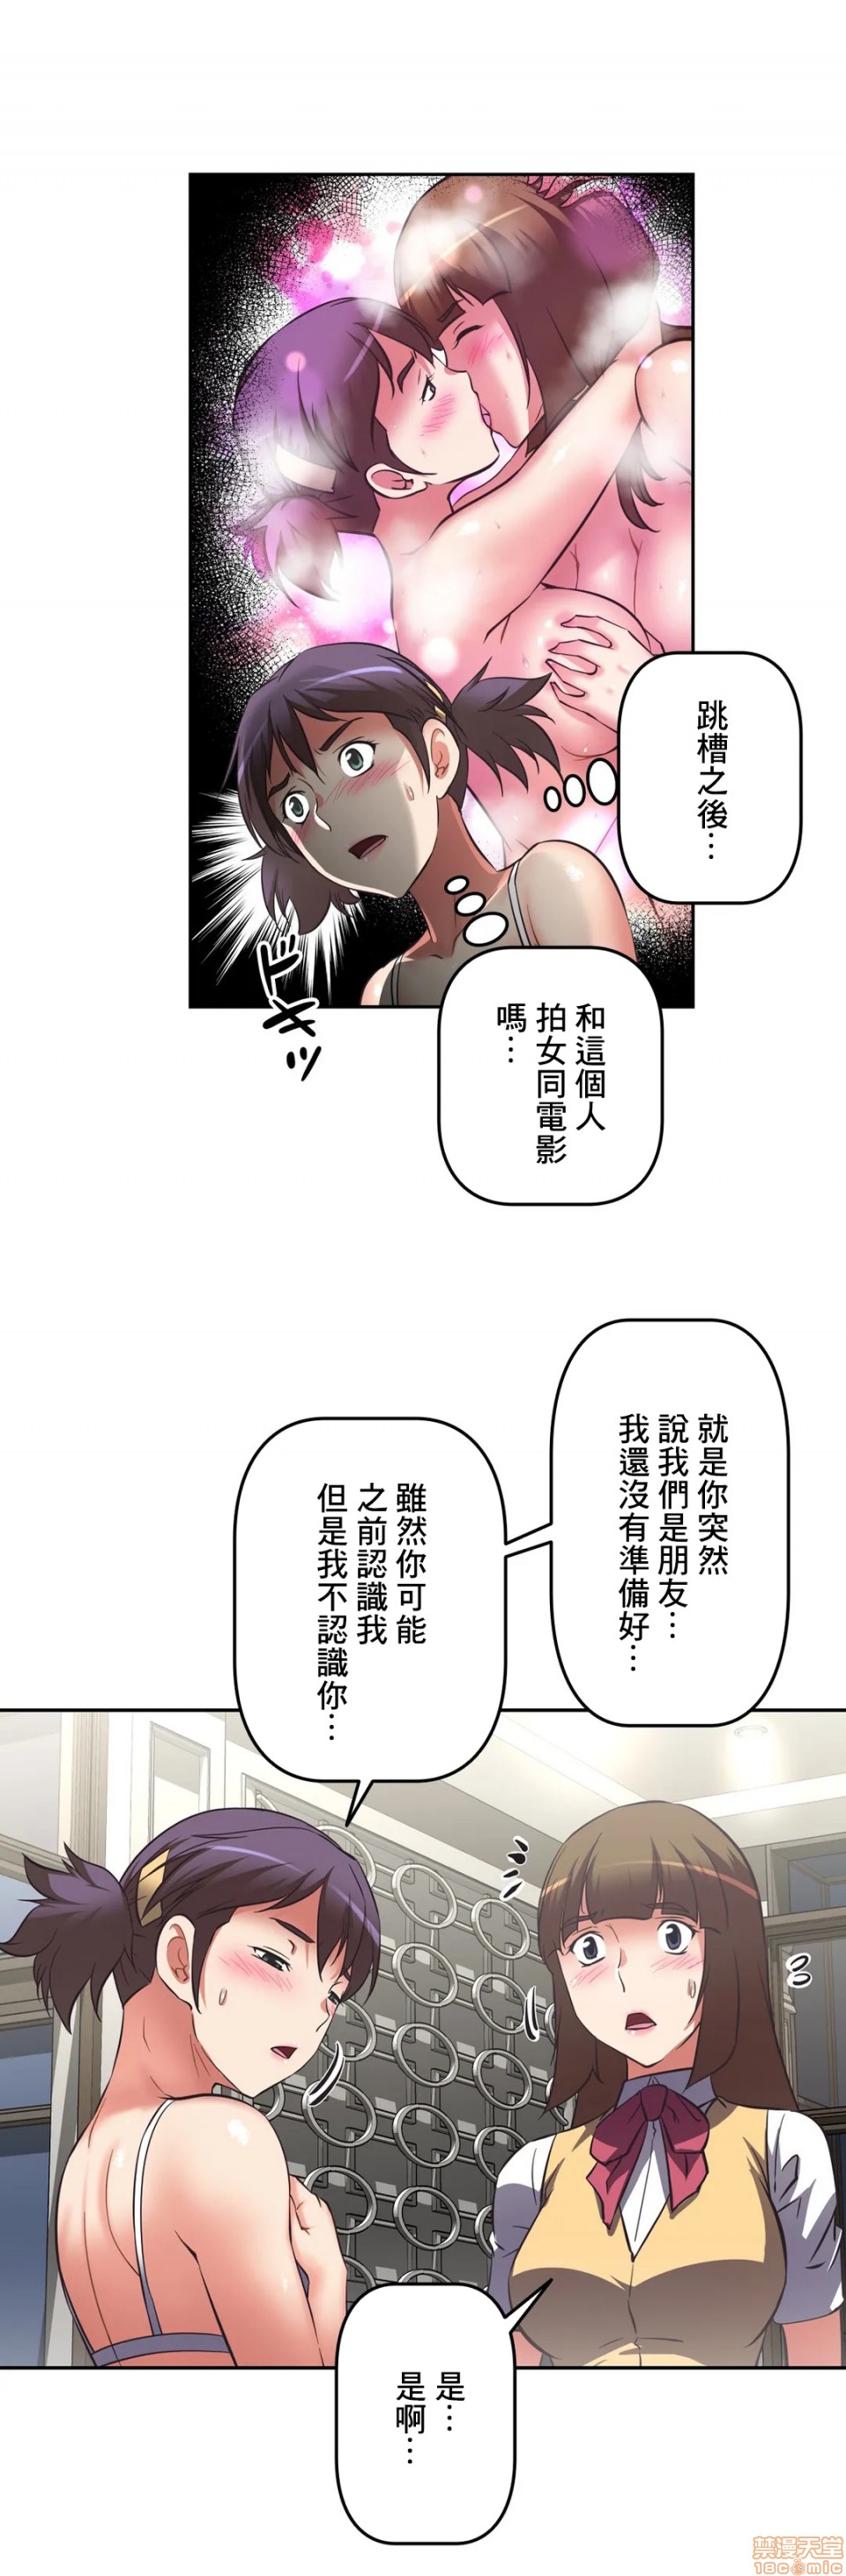 跳槽之後…
和這個人
拍女同電影
嗎…
ドキッ
就是你突然
說我們是朋友…
我還沒有準備好…
雖然你可能
之前認識我
但是我不認識你…
是…
是啊…
禁漫天堂
18comic